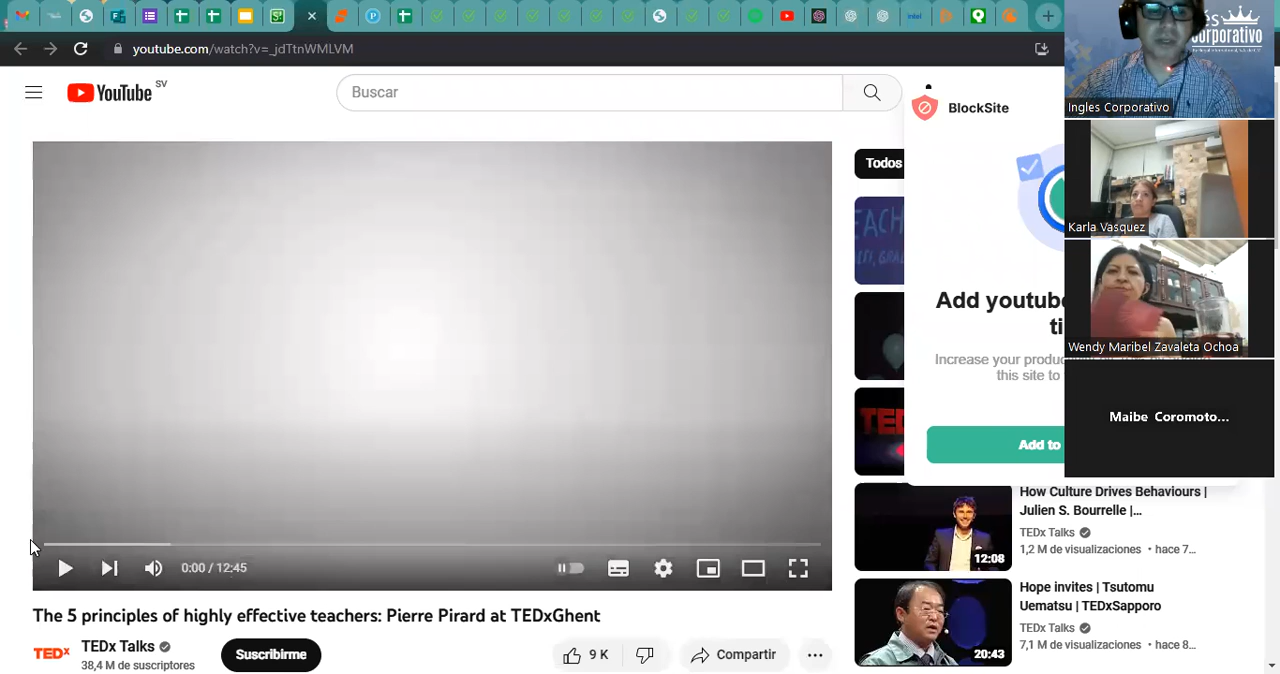 youtube.com/watch?v=_jdTtnWMLVM
YouTube SV
Buscar
BlockSite
Todos
Add youtube
Increase your
this site to
Add to
0:00 / 12:45
The 5 principles of highly effective teachers: Pierre Pirard at TEDxGhent
TEDx
TEDx Talks
38,4 M de suscriptores
Suscribirme
9 K
Compartir
How Culture Drives Behaviours |
Julien S. Bourrelle |...
TEDx Talks
1,2 M de visualizaciones • hace 7...
12:08
Hope invites | Tsutomu
Uematsu | TEDxSapporo
TEDx Talks
7,1 M de visualizaciones • hace 8...
20:43
Corporativo
Ingles Corporativo
Karla Vasquez
Wendy Maribel Zavaleta Ochoa
Maibe Coromoto...